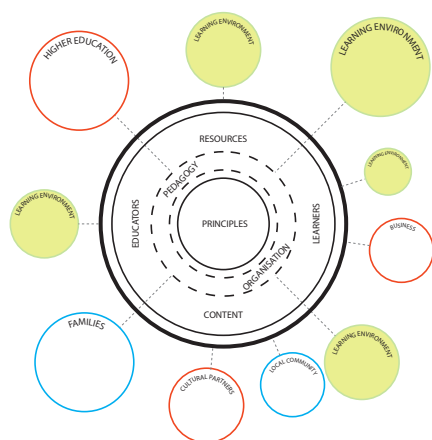 LEARNING ENVIRONMENT
HIGHER EDUCATION
LEARNING ENVIRONMENT
RESOURCES
PEDAGOGY
LEARNING ENVIRONMENT
LEARNING ENVIRONMENT
EDUCATORS
PRINCIPLES
LEARNERS
BUSINESS
ORGANISATION
CONTENT
FAMILIES
LEARNING ENVIRONMENT
LOCAL COMMUNITY
CULTURAL PARTNERS